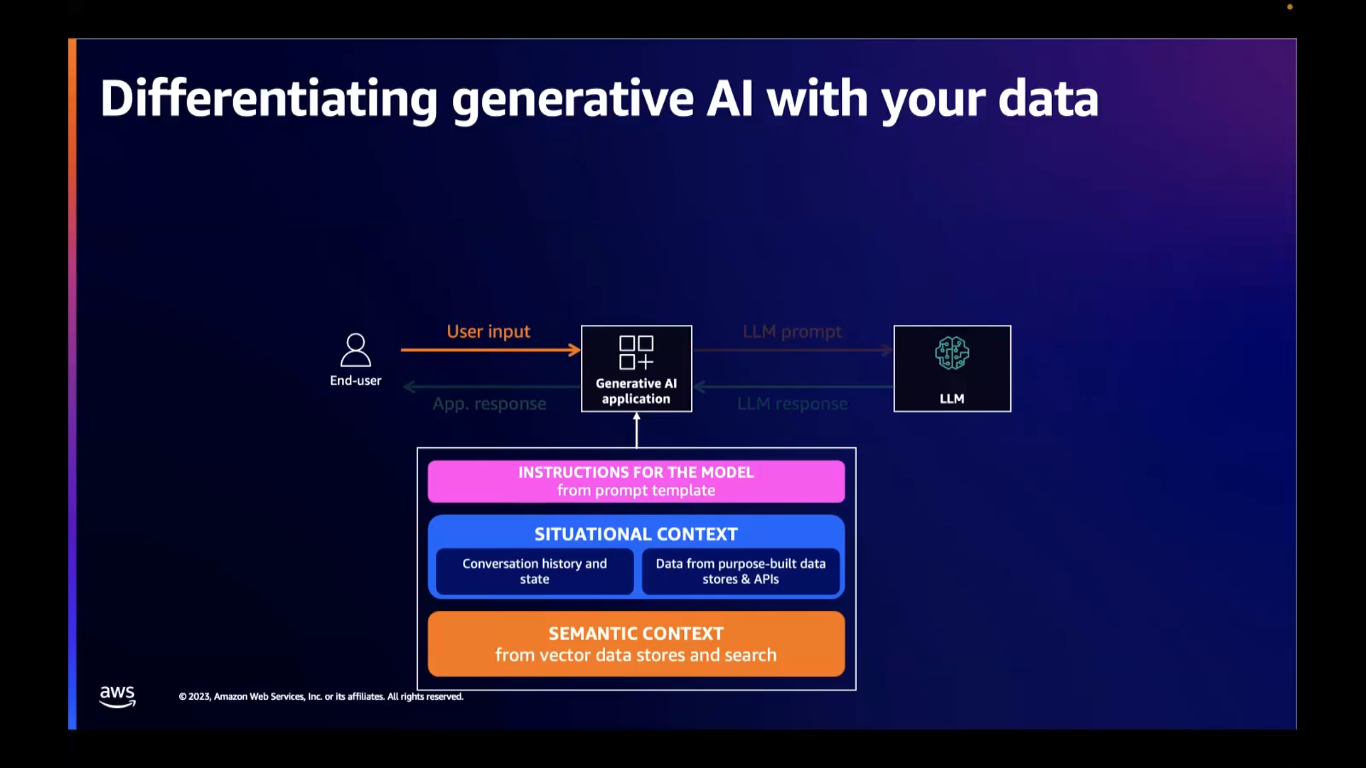 Differentiating generative AI with your data
User input
LLM prompt
End-user
Generative AI
application
LLM
App. response
LLM response
INSTRUCTIONS FOR THE MODEL
from prompt template
SITUATIONAL CONTEXT
Conversation history and
state
Data from purpose-built data
stores & APIs
SEMANTIC CONTEXT
from vector data stores and search
aws
© 2023, Amazon Web Services, Inc. or its affiliates. All rights reserved.